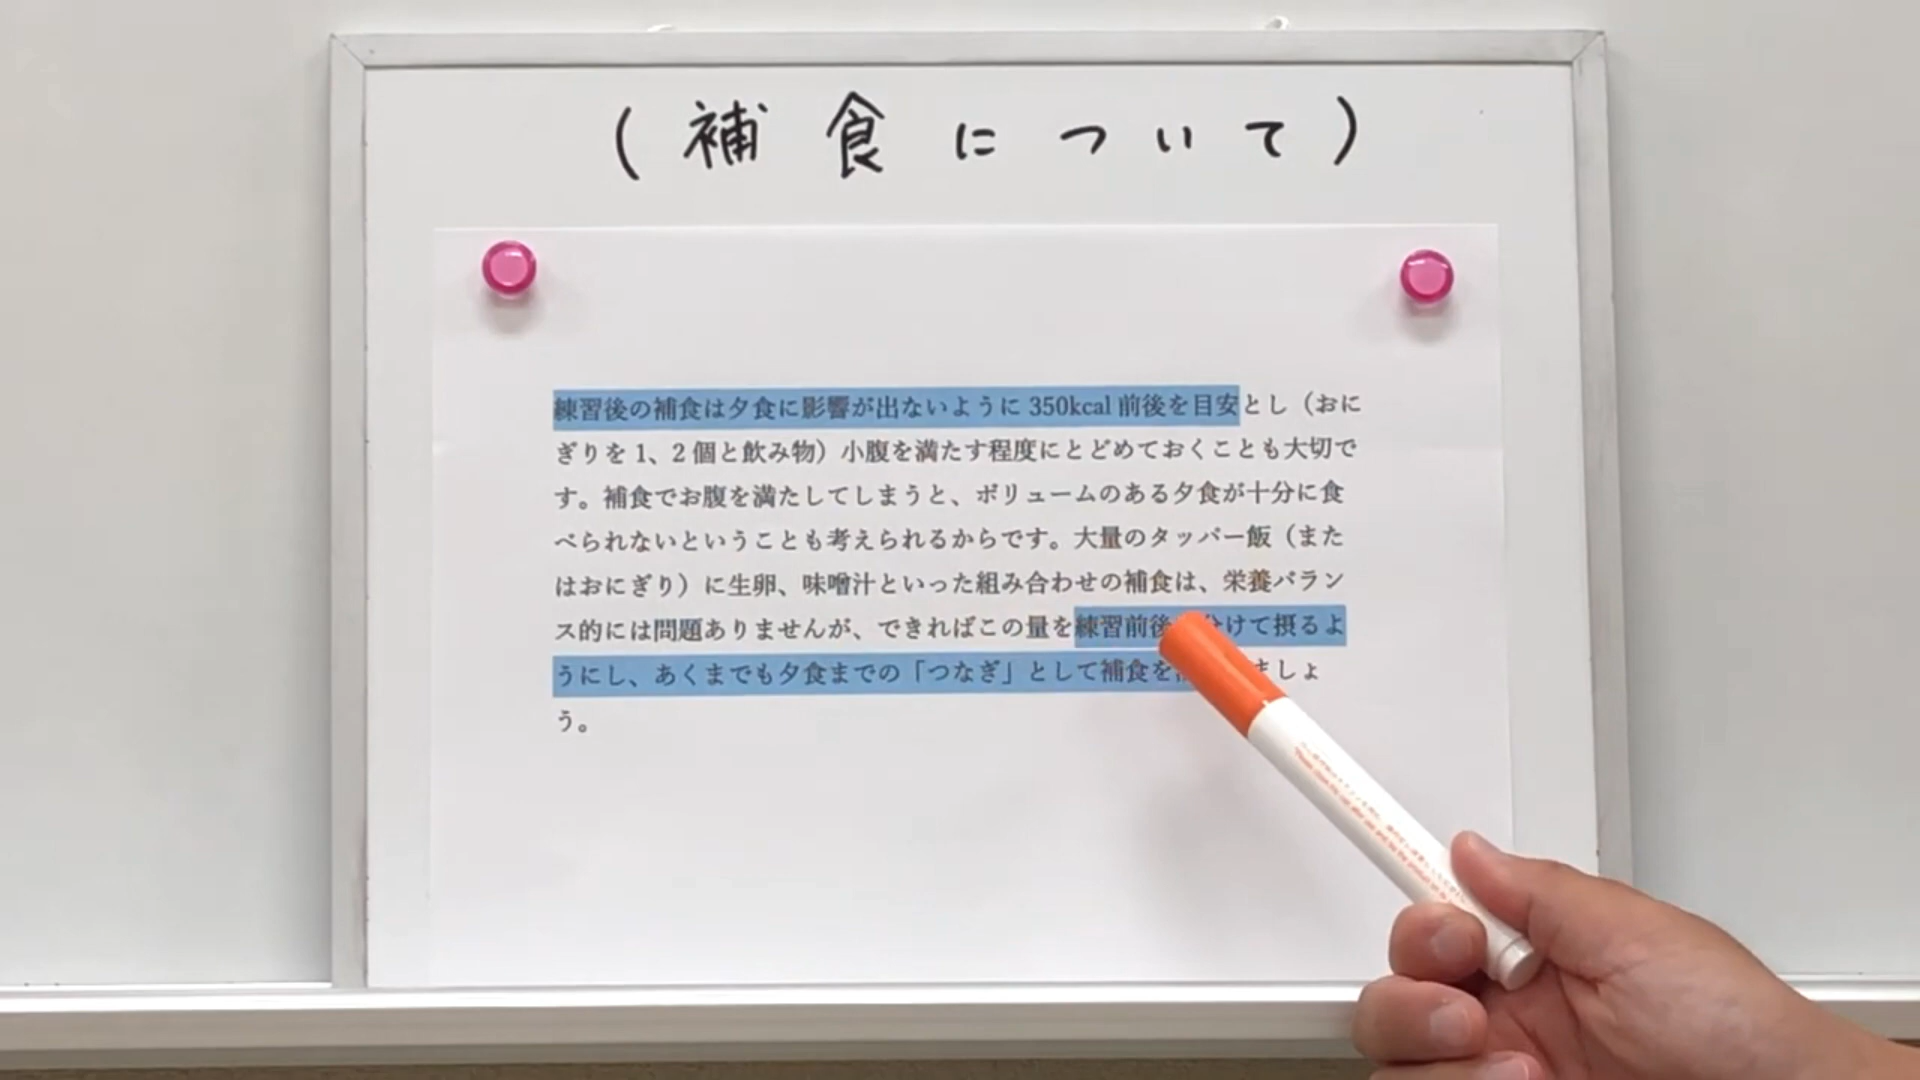 (補食について)
練習後の補食は夕食に影響が出ないように 350kcal 前後を目安とし（おに
ぎりを 1、2 個と飲み物）小腹を満たす程度にとどめておくことも大切で
す。補食でお腹を満たしてしまうと、ボリュームのある夕食が十分に食
べられないということも考えられるからです。大量のタッパー飯（また
はおにぎり）に生卵、味噌汁といった組み合わせの補食は、栄養バラン
ス的には問題ありませんが、できればこの量を練習前後 分けて摂るよ
うにし、あくまでも夕食までの「つなぎ」として補食を ましょ
う。